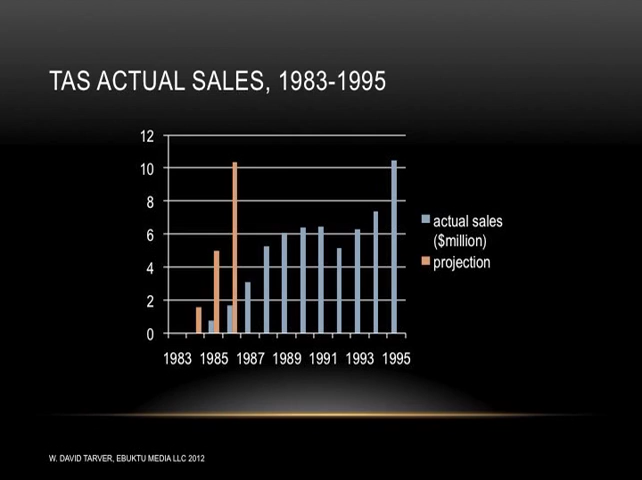 TAS ACTUAL SALES, 1983-1995
12
10
8
6
4
2
0
1983 1985 1987 1989 1991 1993 1995
actual sales
($million)
projection
W. DAVID TARVER, EBUKTU MEDIA LLC 2012